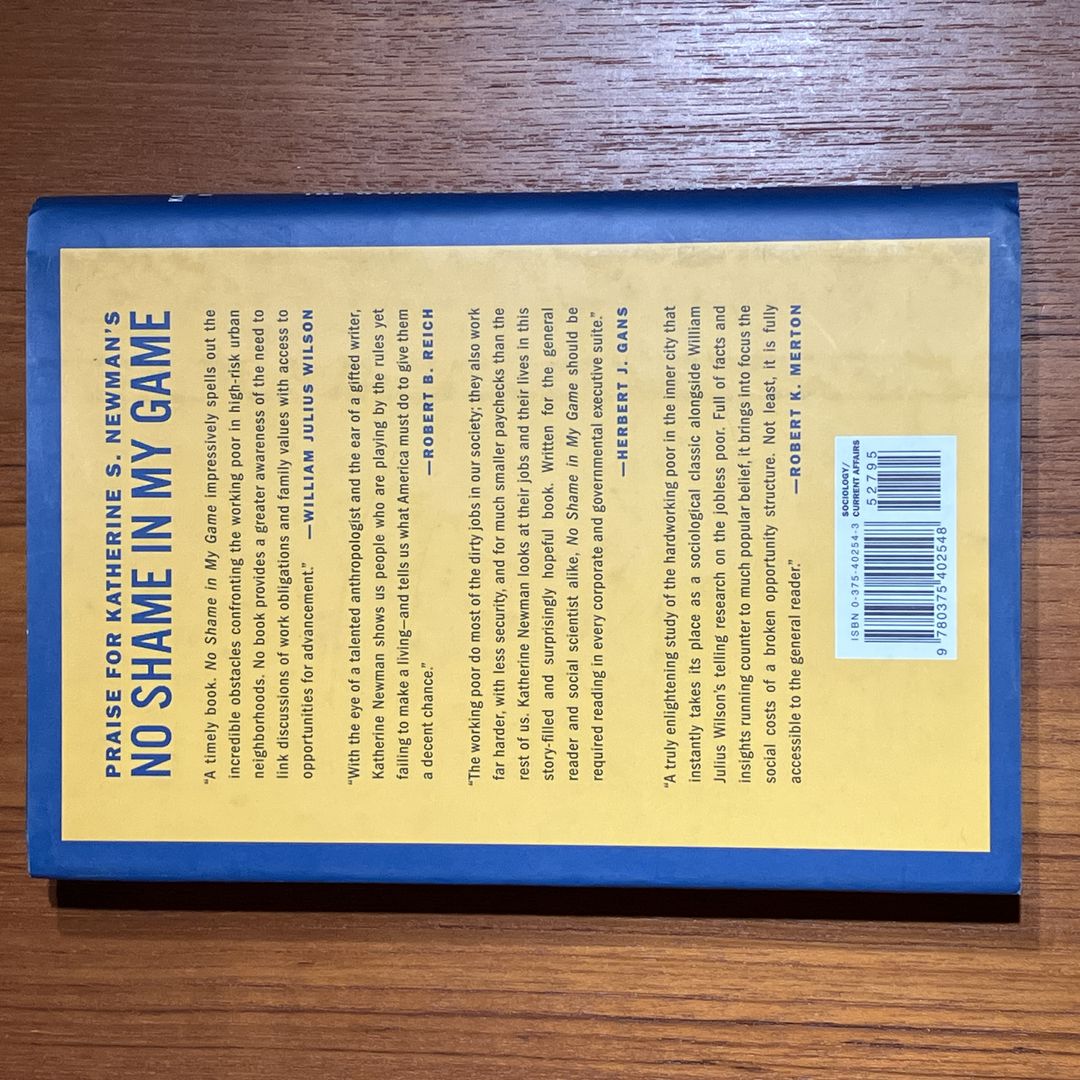 PRAISE FOR KATHERINE S. NEWMAN'S
NO SHAME IN MY GAME
“A timely book. No Shame in My Game impressively spells out the
incredible obstacles confronting the working poor in high-risk urban
neighborhoods. No book provides a greater awareness of the need to
link discussions of work obligations and family values with access to
opportunities for advancement.”
—WILLIAM JULIUS WILSON
“With the eye of a talented anthropologist and the ear of a gifted writer,
Katherine Newman shows us people who are playing by the rules yet
failing to make a living—and tells us what America must do to give them
a decent chance.”
—ROBERT B. REICH
“The working poor do most of the dirty jobs in our society; they also work
far harder, with less security, and for much smaller paychecks than the
rest of us. Katherine Newman looks at their jobs and their lives in this
story-filled and surprisingly hopeful book. Written for the general
reader and social scientist alike, No Shame in My Game should be
required reading in every corporate and governmental executive suite.”
—HERBERT J. GANS
“A truly enlightening study of the hardworking poor in the inner city that
instantly takes its place as a sociological classic alongside William
Julius Wilson's telling research on the jobless poor. Full of facts and
insights running counter to much popular belief, it brings into focus the
social costs of a broken opportunity structure. Not least, it is fully
accessible to the general reader.”
—ROBERT K. MERTON
SOCIOLOGY/
CURRENT AFFAIRS
ISBN 0-375-40254-3
52795
9 780375 402548